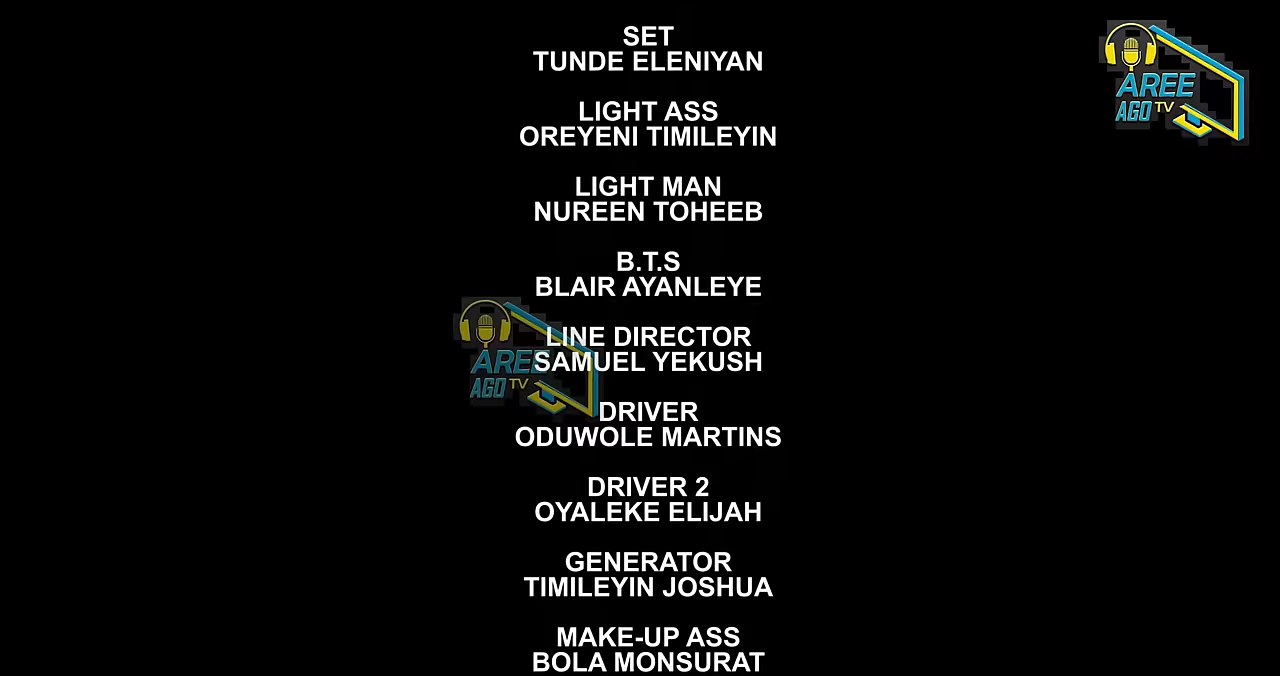 SET
TUNDE ELENIYAN
LIGHT ASS
OREYENI TIMILEYIN
LIGHT MAN
NUREEN TOHEEB
B.T.S
BLAIR AYANLEYE
LINE DIRECTOR
SAMUEL YEKUSH
DRIVER
ODUWOLE MARTINS
DRIVER 2
OYALEKE ELIJAH
GENERATOR
TIMILEYIN JOSHUA
MAKE-UP ASS
BOLA MONSURAT
AREE
AGO TV
AREE
AGO TV